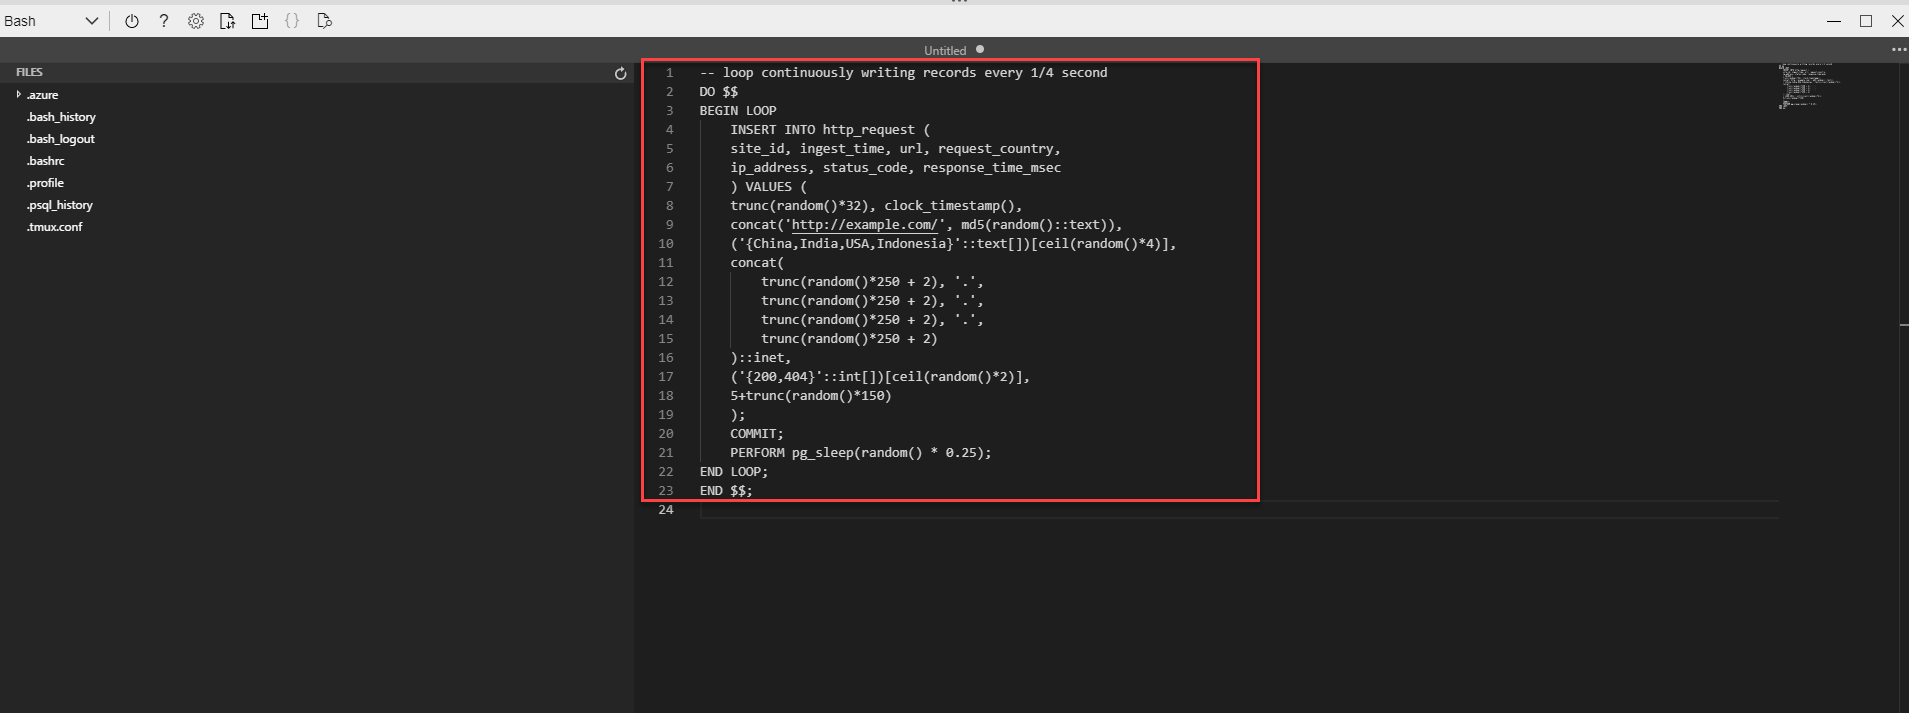 Bash
Untitled
FILES
.azure
.bash_history
.bash_logout
.bashrc
.profile
.psql_history
.tmux.conf
1 -- loop continuously writing records every 1/4 second
2 DO $$
3 BEGIN LOOP
4 INSERT INTO http_request (
5 site_id, ingest_time, url, request_country,
6 ip_address, status_code, response_time_msec
7 ) VALUES (
8 trunc(random()*32), clock_timestamp(),
9 concat('http://example.com/', md5(random()::text)),
10 ('{China,India,USA,Indonesia}'::text[])[ceil(random()*4)],
11 concat(
12 trunc(random()*250 + 2), '.',
13 trunc(random()*250 + 2), '.',
14 trunc(random()*250 + 2), '.',
15 trunc(random()*250 + 2)
16 )::inet,
17 ('{200,404}'::int[])[ceil(random()*2)],
18 5+trunc(random()*150)
19 );
20 COMMIT;
21 PERFORM pg_sleep(random() * 0.25);
22 END LOOP;
23 END $$;
24